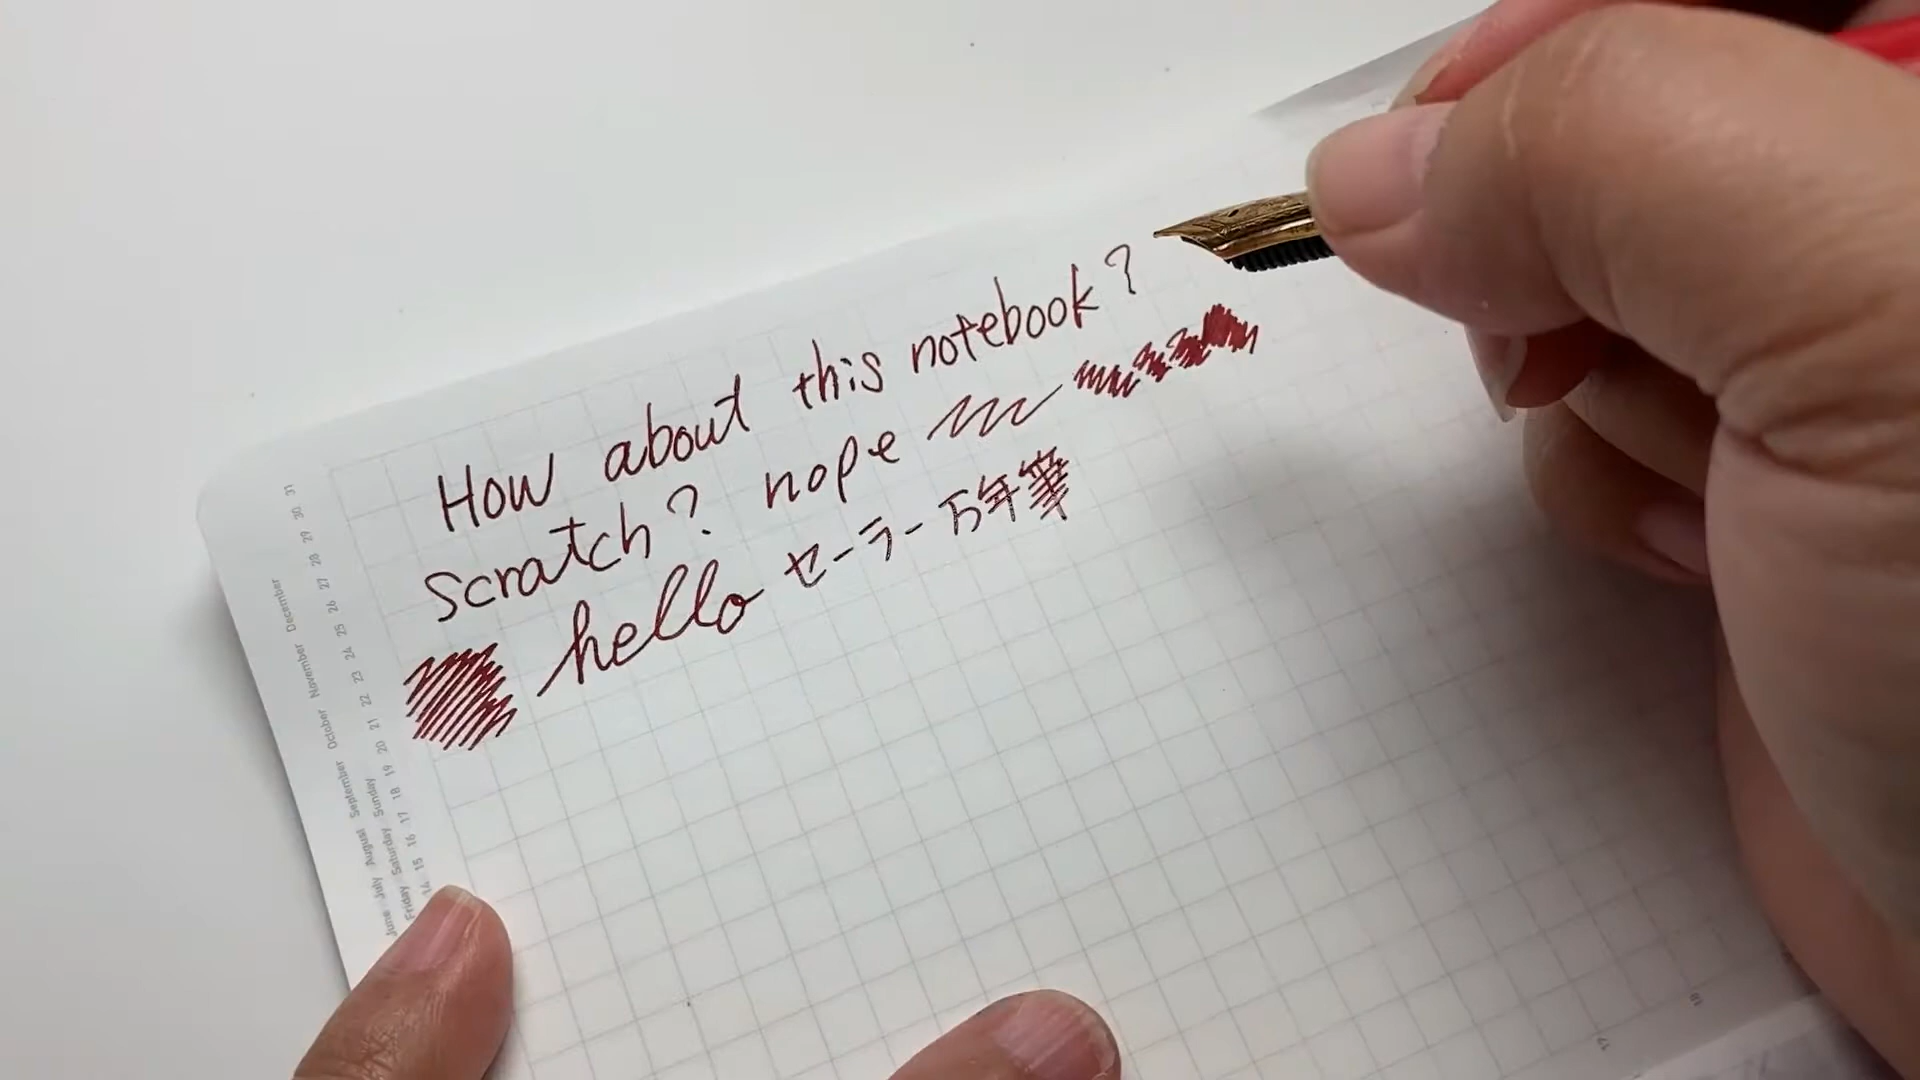 How about this notebook?
scratch? nope
hello セーラー万年筆
June July August September October November December
Friday Saturday Sunday
14 15 16 17 18 19 20 21 22 23 24 25 26 27 28 29 30 31
18
17